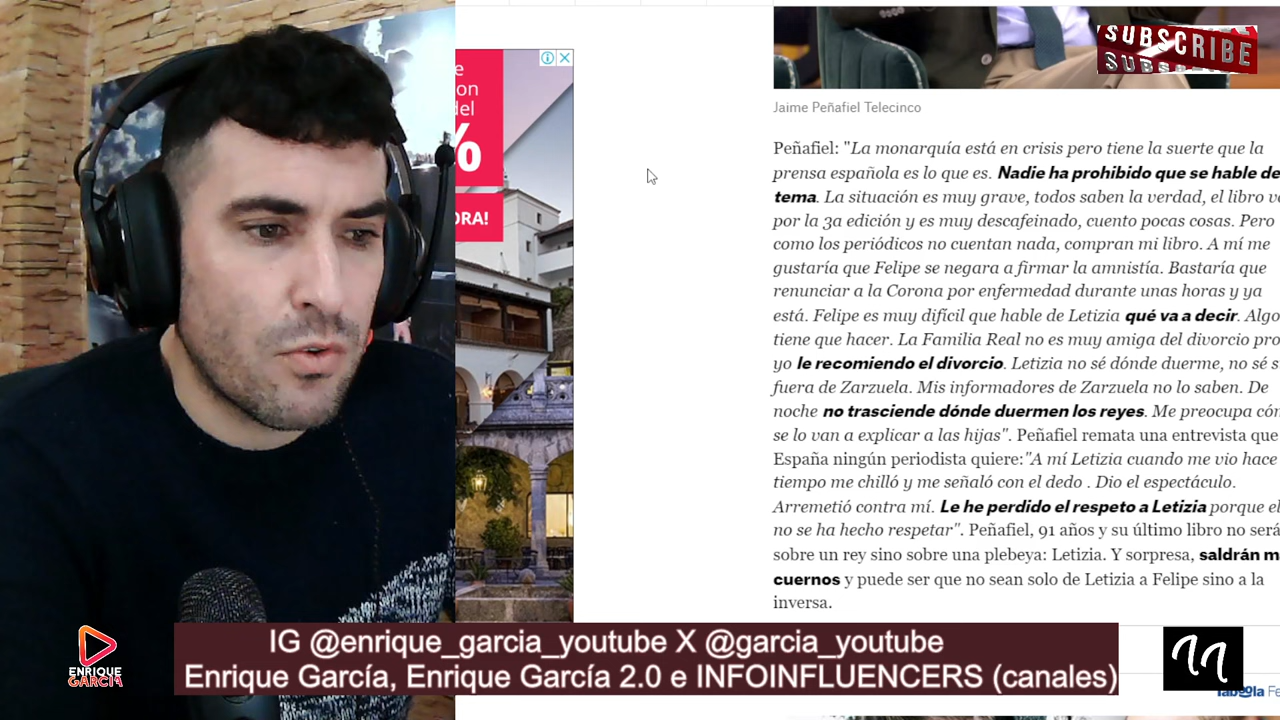 e
on
del
%
ORA!
SUBSCRIBE
Jaime Peñafiel Telecinco
Peñafiel: "La monarquía está en crisis pero tiene la suerte que la
prensa española es lo que es. Nadie ha prohibido que se hable de
tema. La situación es muy grave, todos saben la verdad, el libro v
por la 3a edición y es muy descafeinado, cuento pocas cosas. Pero
como los periódicos no cuentan nada, compran mi libro. A mí me
gustaría que Felipe se negara a firmar la amnistía. Bastaría que
renunciar a la Corona por enfermedad durante unas horas y ya
está. Felipe es muy difícil que hable de Letizia qué va a decir. Algo
tiene que hacer. La Familia Real no es muy amiga del divorcio pro
yo le recomiendo el divorcio. Letizia no sé dónde duerme, no sé s
fuera de Zarzuela. Mis informadores de Zarzuela no lo saben. De
noche no trasciende dónde duermen los reyes. Me preocupa cóm
se lo van a explicar a las hijas". Peñafiel remata una entrevista que
España ningún periodista quiere:"A mí Letizia cuando me vio hace
tiempo me chilló y me señaló con el dedo . Dio el espectáculo.
Arremetió contra mí. Le he perdido el respeto a Letizia porque el
no se ha hecho respetar". Peñafiel, 91 años y su último libro no será
sobre un rey sino sobre una plebeya: Letizia. Y sorpresa, saldrán m
cuernos y puede ser que no sean solo de Letizia a Felipe sino a la
inversa.
IG @enrique_garcia_youtube X @garcia_youtube
Enrique García, Enrique García 2.0 e INFOINFLUENCERS (canales)
ENRIQUE
GARCIA
Taboola Fe